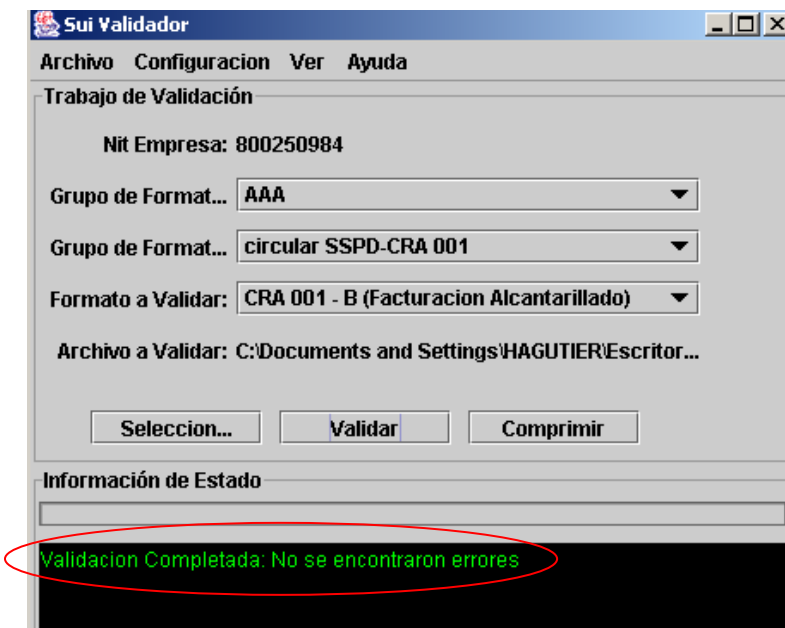 Sui Validador
Archivo Configuracion Ver Ayuda
Trabajo de Validación
Nit Empresa: 800250984
Grupo de Format... AAA
Grupo de Format... circular SSPD-CRA 001
Formato a Validar: CRA 001 - B (Facturacion Alcantarillado)
Archivo a Validar: C:\Documents and Settings\HAGUTIER\Escritor...
Seleccion... Validar Comprimir
Información de Estado
Validacion Completada: No se encontraron errores